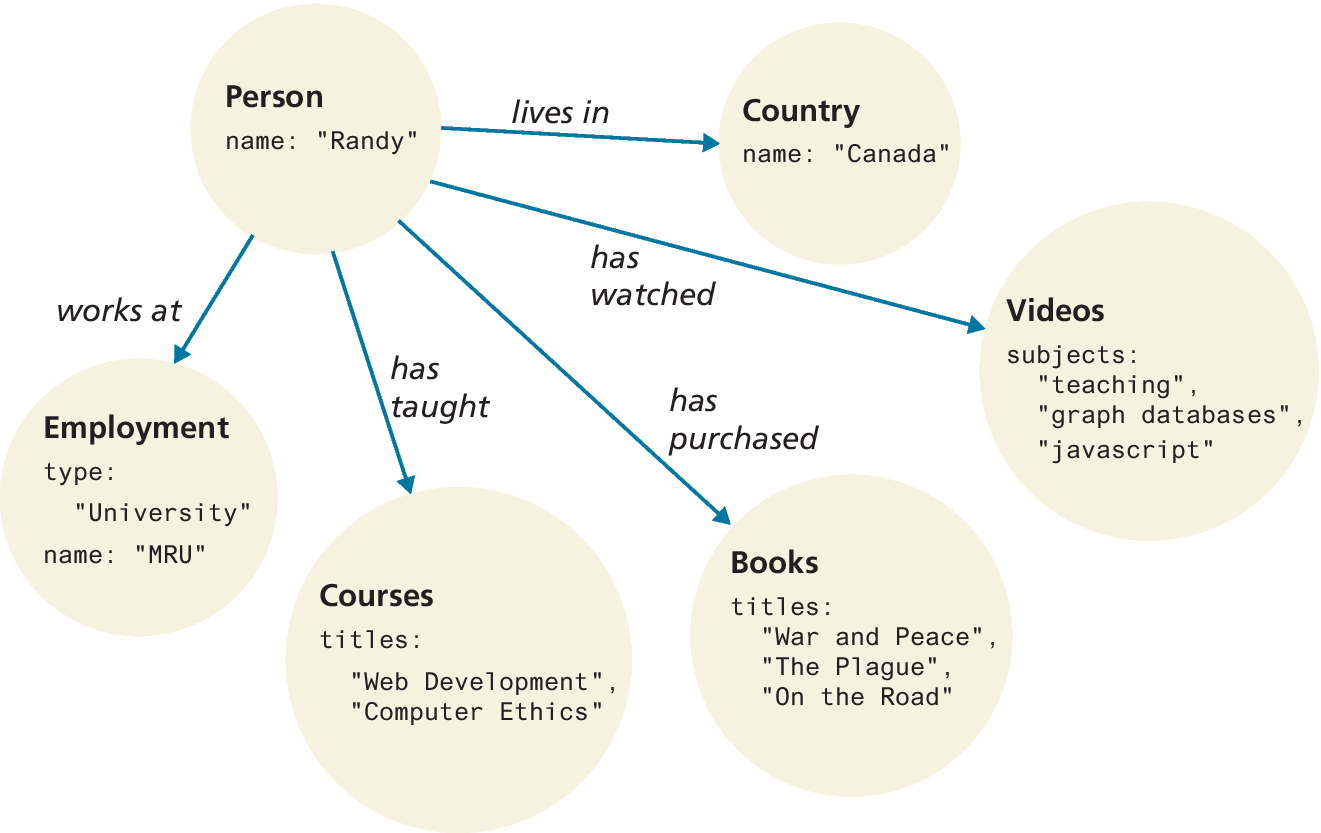 Person
name: "Randy"
lives in
Country
name: "Canada"
has
watched
Videos
subjects:
"teaching",
"graph databases",
"javascript"
works at
Employment
type:
"University"
name: "MRU"
has
taught
Courses
titles:
"Web Development",
"Computer Ethics"
has
purchased
Books
titles:
"War and Peace",
"The Plague",
"On the Road"